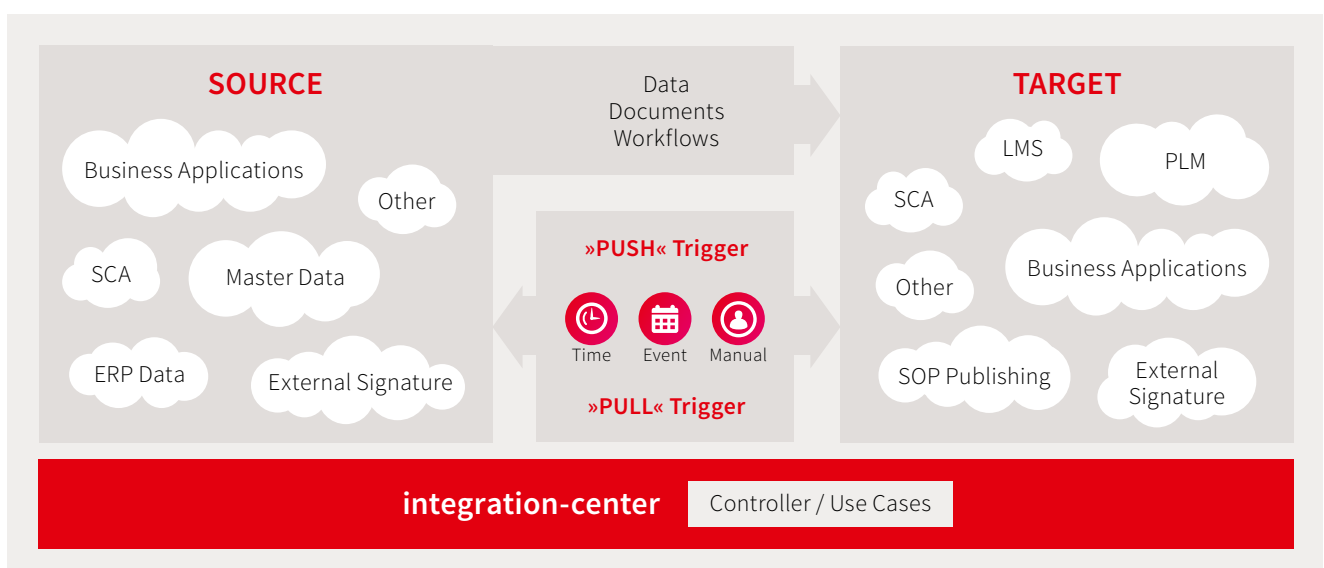 SOURCE
Business Applications
Other
SCA
Master Data
ERP Data
External Signature
Data
Documents
Workflows
»PUSH« Trigger
Time
Event
Manual
»PULL« Trigger
TARGET
LMS
PLM
SCA
Business Applications
Other
SOP Publishing
External
Signature
integration-center
Controller / Use Cases